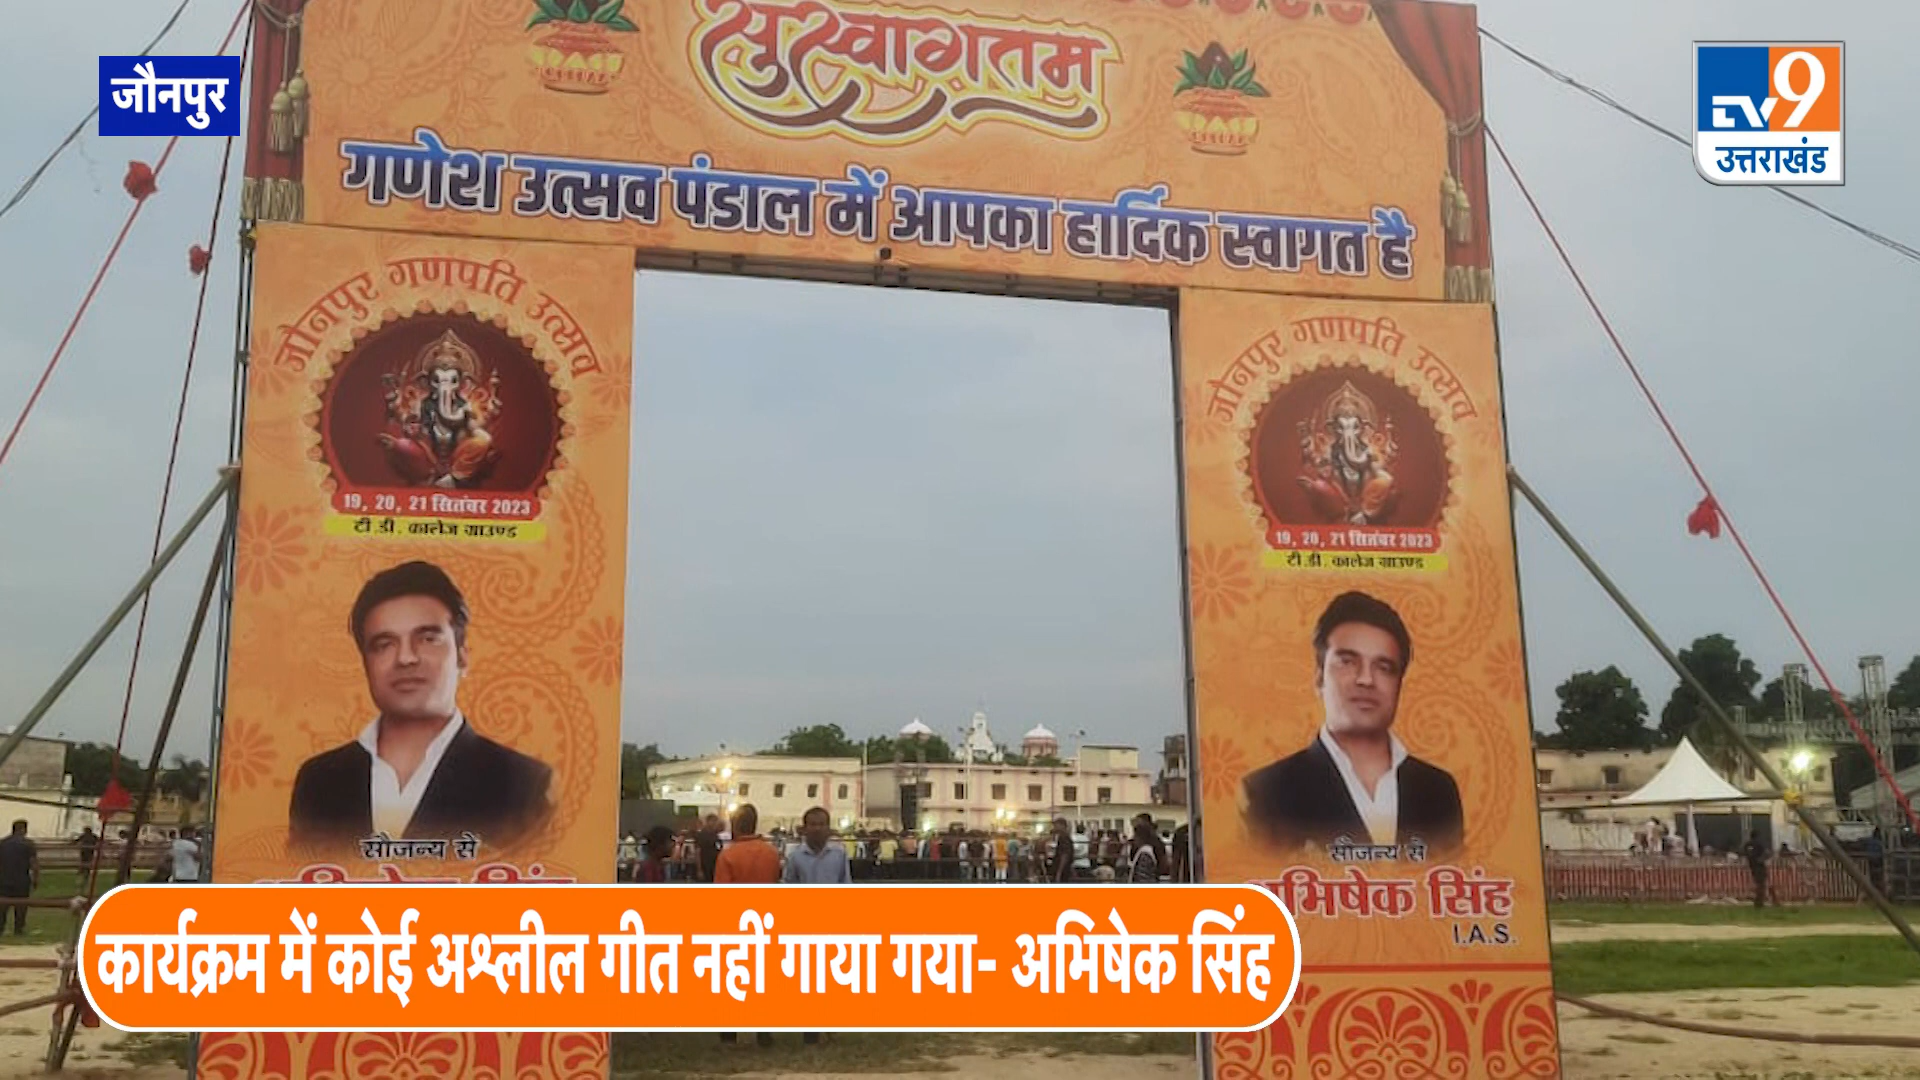 सुस्वागतम
जौनपुर
TV9
उत्तराखंड
गणेश उत्सव पंडाल में आपका हार्दिक स्वागत है
जौनपुर गणपति उत्सव
19, 20, 21 सितंबर 2023
टी.डी. कालेज ग्राउण्ड
सौजन्य से
जौनपुर गणपति उत्सव
19, 20, 21 सितंबर 2023
टी.डी. कालेज ग्राउण्ड
सौजन्य से
अभिषेक सिंह
I.A.S.
कार्यक्रम में कोई अश्लील गीत नहीं गाया गया- अभिषेक सिंह